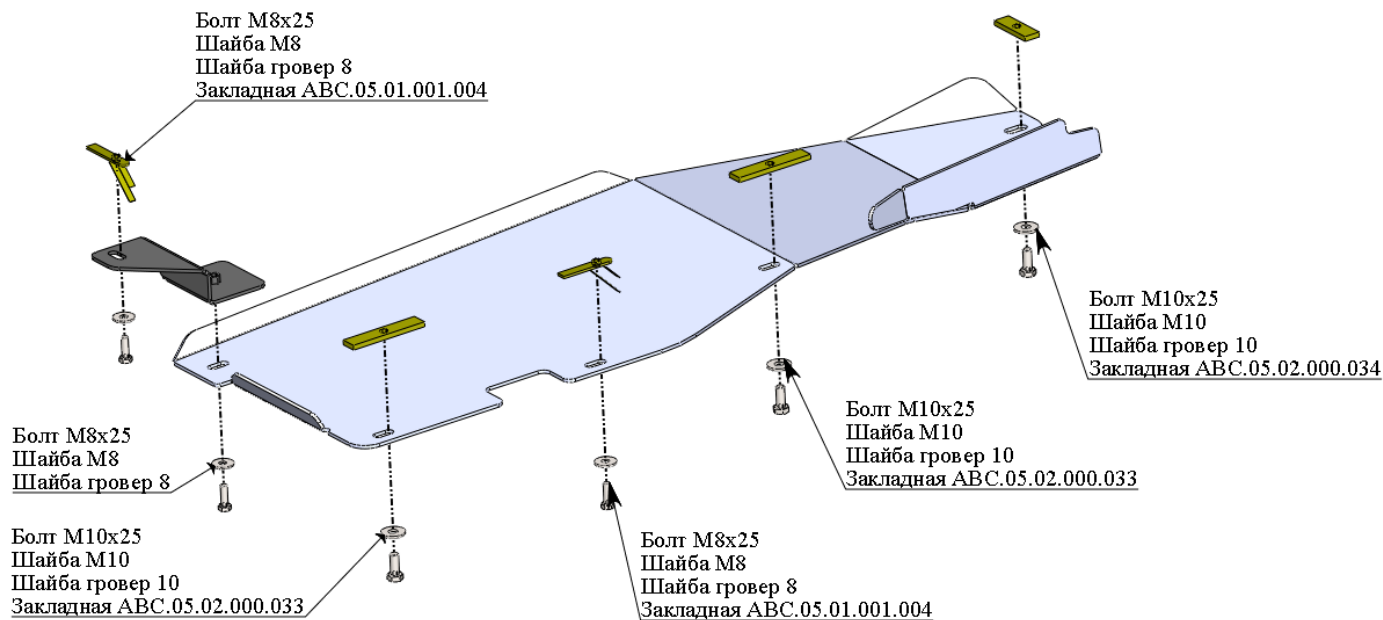 Болт М8х25
Шайба М8
Шайба гровер 8
Закладная АВС.05.01.001.004
Болт М10х25
Шайба М10
Шайба гровер 10
Закладная АВС.05.02.000.034
Болт М10х25
Шайба М10
Шайба гровер 10
Закладная АВС.05.02.000.033
Болт М8х25
Шайба М8
Шайба гровер 8
Болт М10х25
Шайба М10
Шайба гровер 10
Закладная АВС.05.02.000.033
Болт М8х25
Шайба М8
Шайба гровер 8
Закладная АВС.05.01.001.004